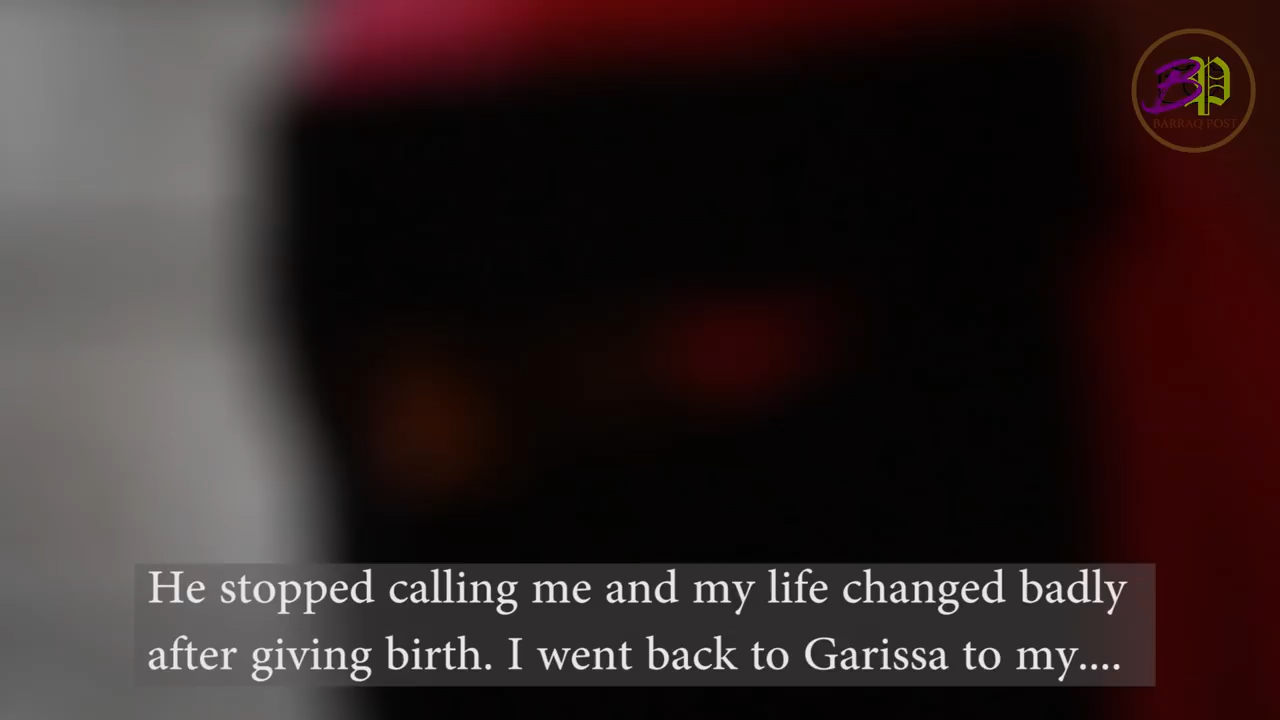 BP
BARRAQ POST
He stopped calling me and my life changed badly
after giving birth. I went back to Garissa to my....